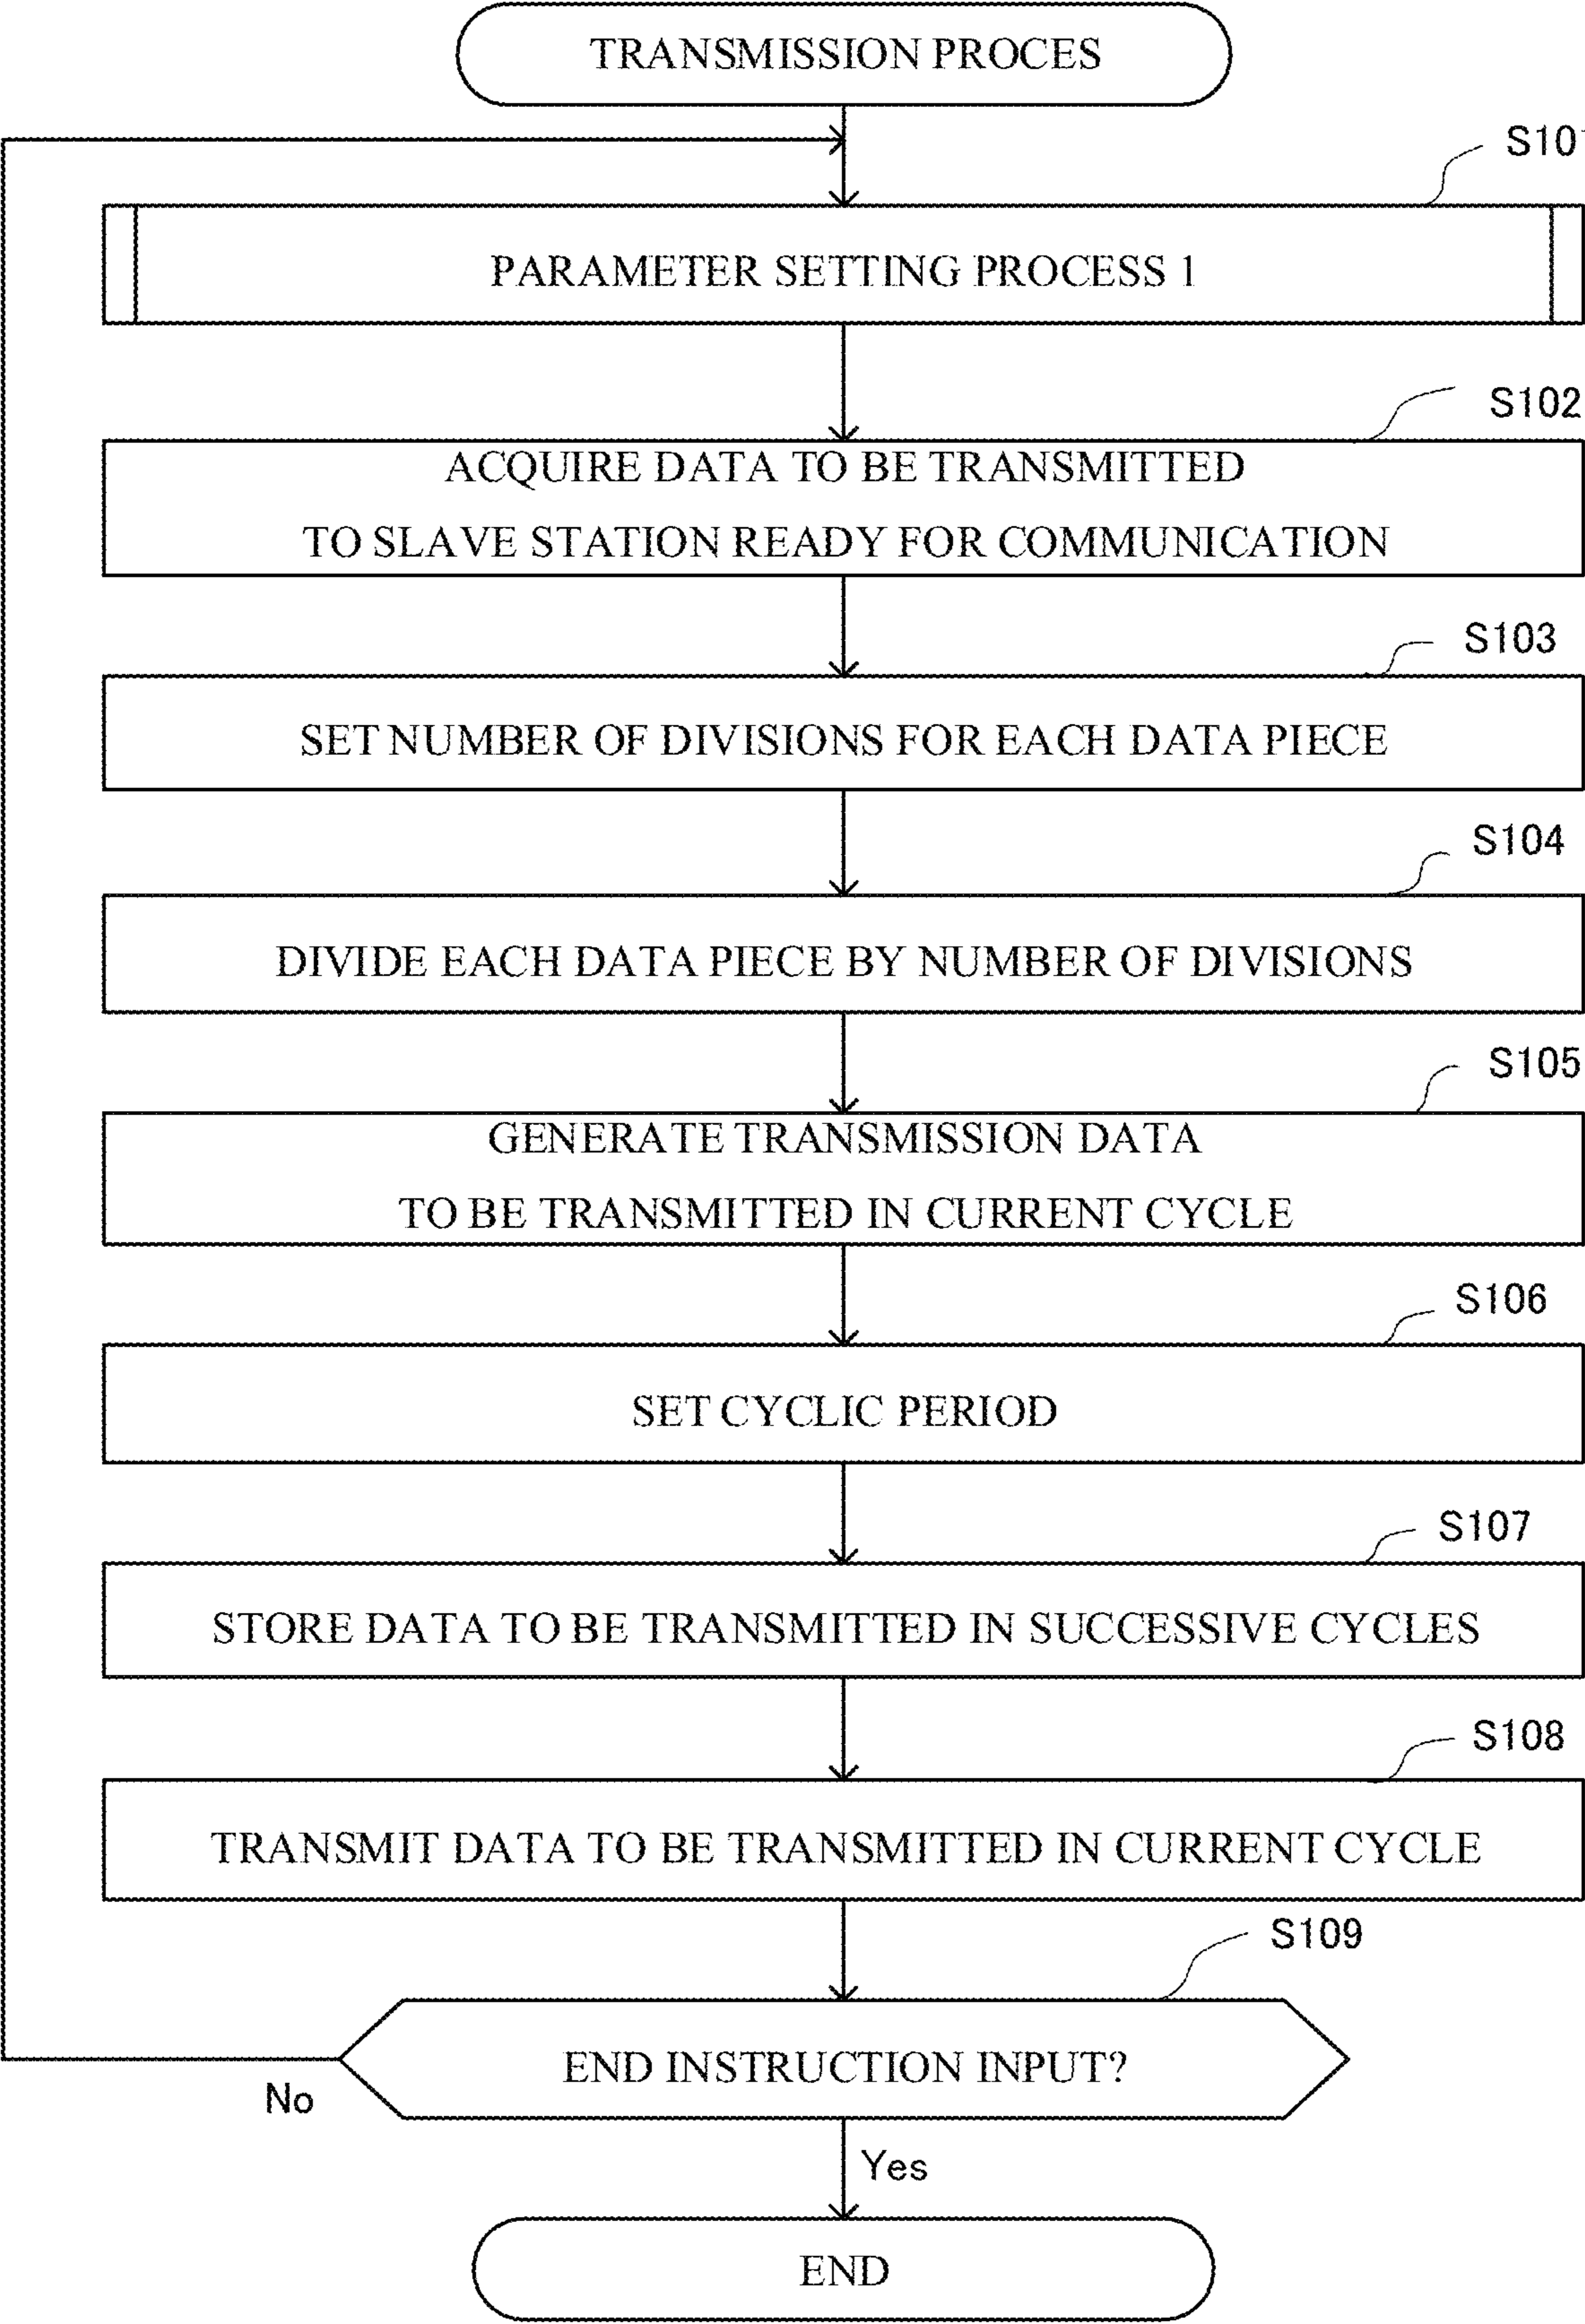 TRANSMISSION PROCES
S101
PARAMETER SETTING PROCESS 1
S102
ACQUIRE DATA TO BE TRANSMITTED
TO SLAVE STATION READY FOR COMMUNICATION
S103
SET NUMBER OF DIVISIONS FOR EACH DATA PIECE
S104
DIVIDE EACH DATA PIECE BY NUMBER OF DIVISIONS
S105
GENERATE TRANSMISSION DATA
TO BE TRANSMITTED IN CURRENT CYCLE
S106
SET CYCLIC PERIOD
S107
STORE DATA TO BE TRANSMITTED IN SUCCESSIVE CYCLES
S108
TRANSMIT DATA TO BE TRANSMITTED IN CURRENT CYCLE
S109
END INSTRUCTION INPUT?
No
Yes
END